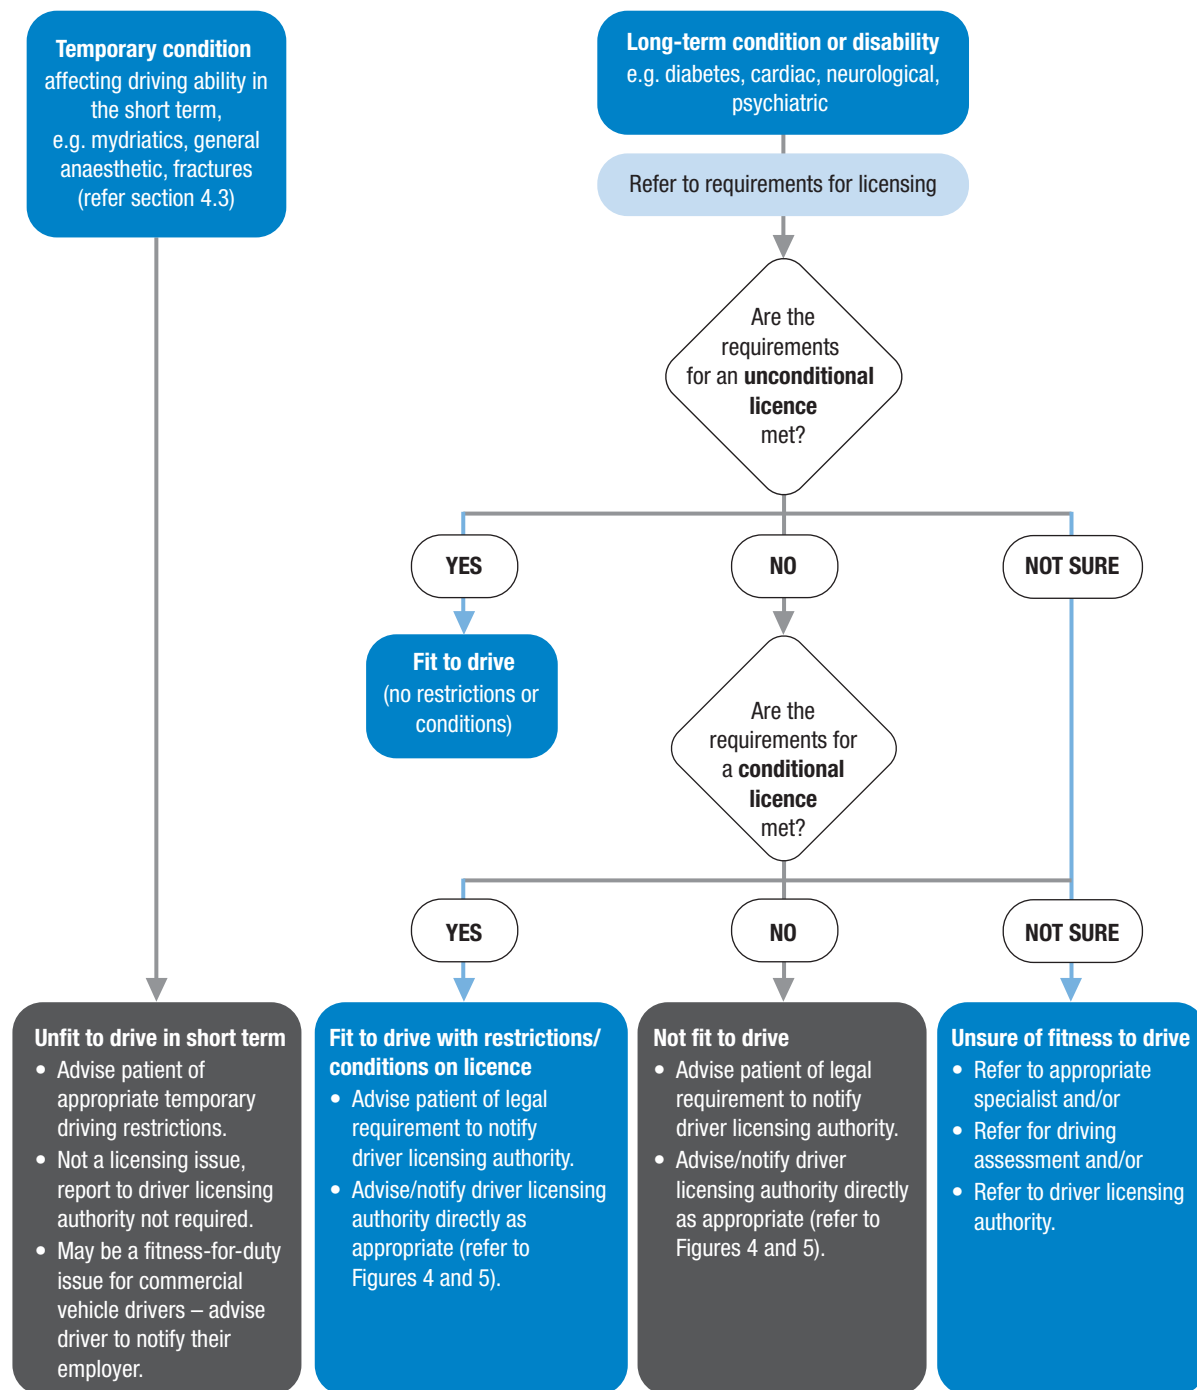 Temporary condition
affecting driving ability in
the short term,
e.g. mydriatics, general
anaesthetic, fractures
(refer section 4.3)
Long-term condition or disability
e.g. diabetes, cardiac, neurological,
psychiatric
Refer to requirements for licensing
Are the
requirements
for an unconditional
licence
met?
YES
NO
NOT SURE
Fit to drive
(no restrictions or
conditions)
Are the
requirements for
a conditional
licence
met?
YES
NO
NOT SURE
Unfit to drive in short term
• Advise patient of
appropriate temporary
driving restrictions.
• Not a licensing issue,
report to driver licensing
authority not required.
• May be a fitness-for-duty
issue for commercial
vehicle drivers – advise
driver to notify their
employer.
Fit to drive with restrictions/
conditions on licence
• Advise patient of legal
requirement to notify
driver licensing authority.
• Advise/notify driver licensing
authority directly as
appropriate (refer to
Figures 4 and 5).
Not fit to drive
• Advise patient of legal
requirement to notify
driver licensing authority.
• Advise/notify driver
licensing authority directly
as appropriate (refer to
Figures 4 and 5).
Unsure of fitness to drive
• Refer to appropriate
specialist and/or
• Refer for driving
assessment and/or
• Refer to driver licensing
authority.